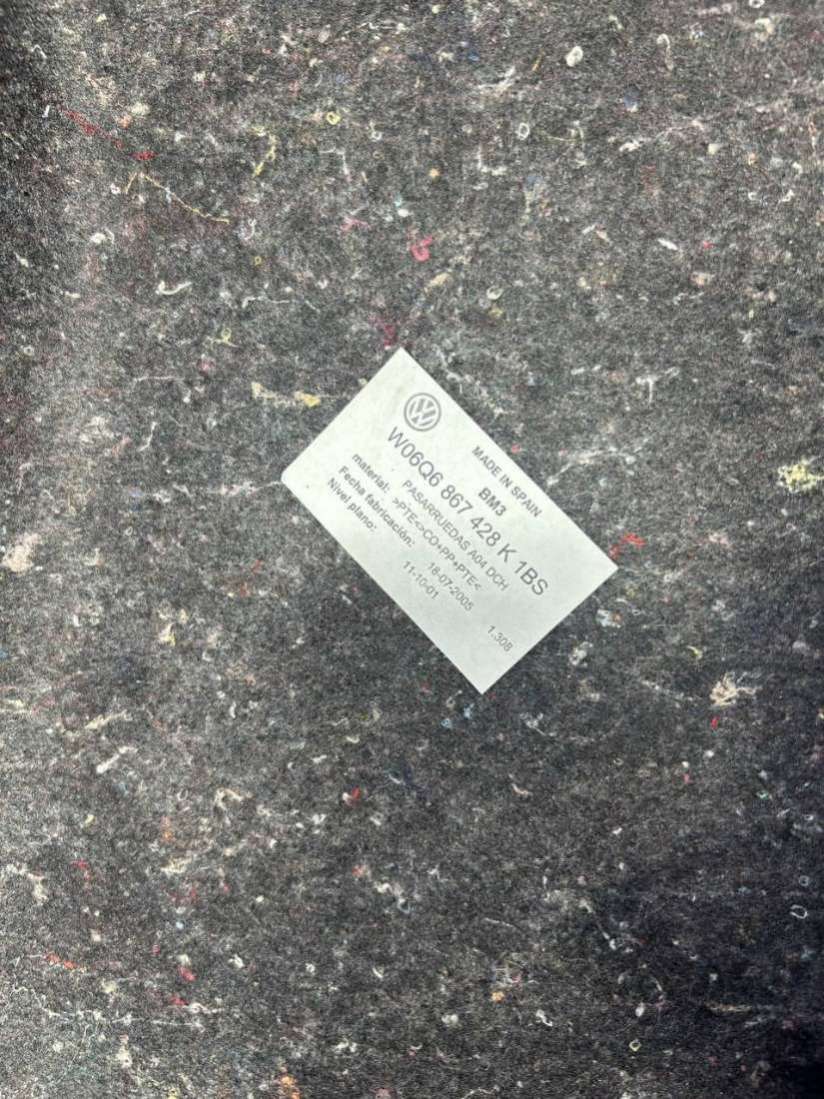 MADE IN SPAIN
BM3
W06Q6 867 428 K 1BS
PASARRUEDAS A04 DCH
material: >PTE<>CO+PP+PTE<
Fecha fabricación: 18-07-2005
Nivel plano: 11-10-01
1.308